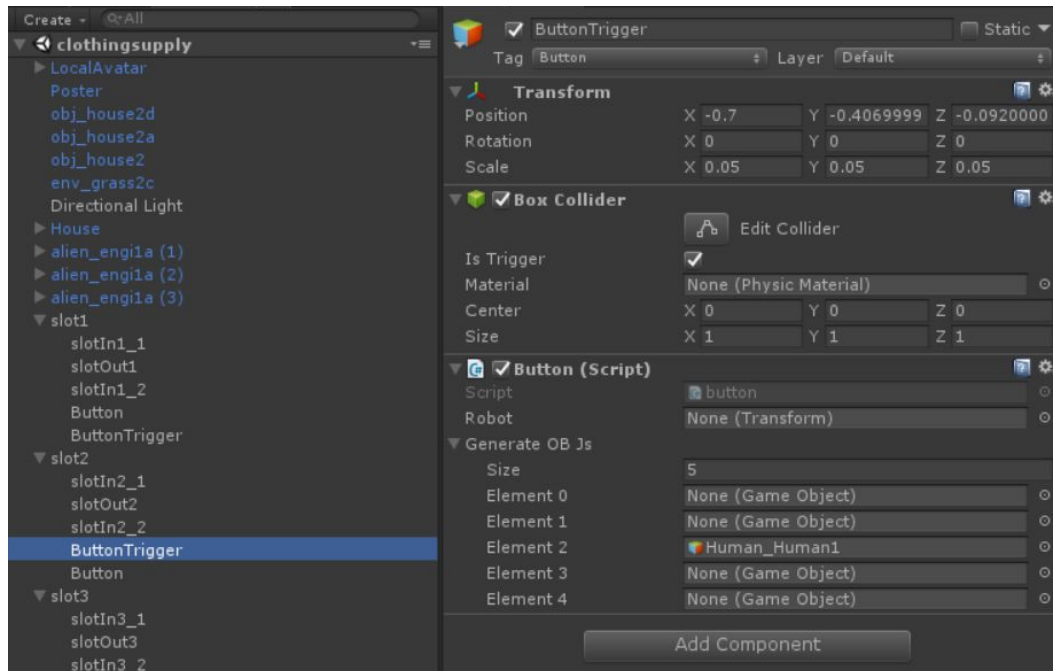 Create
All
clothingsupply
LocalAvatar
Poster
obj_house2d
obj_house2a
obj_house2
env_grass2c
Directional Light
House
alien_engi1a (1)
alien_engi1a (2)
alien_engi1a (3)
slot1
slotIn1_1
slotOut1
slotIn1_2
Button
ButtonTrigger
slot2
slotIn2_1
slotOut2
slotIn2_2
ButtonTrigger
Button
slot3
slotIn3_1
slotOut3
slotIn3_2
ButtonTrigger Static
Tag Button Layer Default
Transform
Position X -0.7 Y -0.4069999 Z -0.0920000
Rotation X 0 Y 0 Z 0
Scale X 0.05 Y 0.05 Z 0.05
Box Collider
Edit Collider
Is Trigger
Material None (Physic Material)
Center X 0 Y 0 Z 0
Size X 1 Y 1 Z 1
Button (Script)
Script button
Robot None (Transform)
Generate OB Js
Size 5
Element 0 None (Game Object)
Element 1 None (Game Object)
Element 2 Human_Human1
Element 3 None (Game Object)
Element 4 None (Game Object)
Add Component